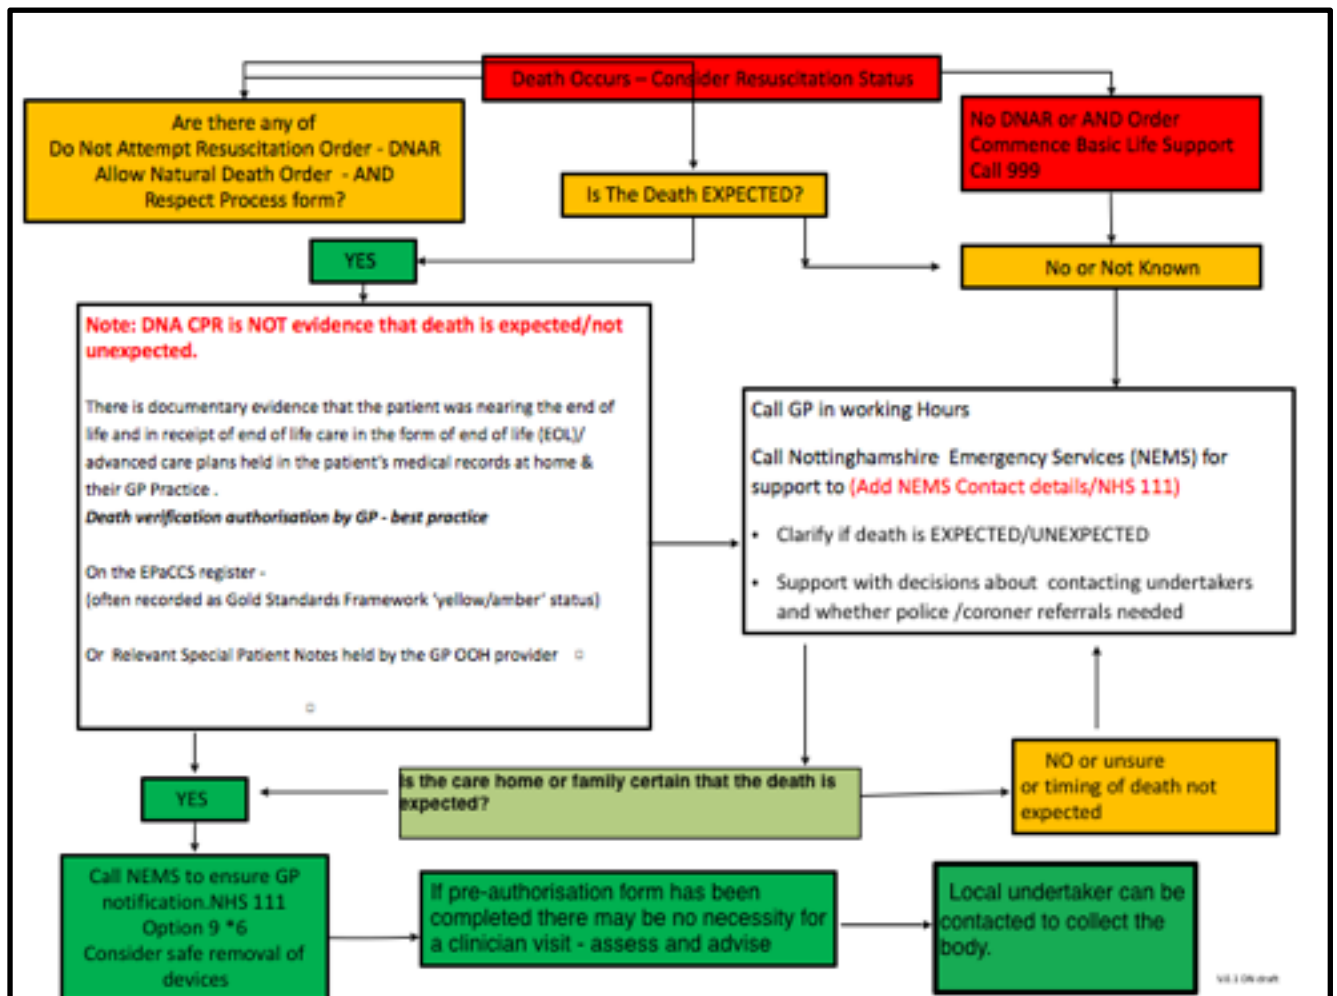 Death Occurs – Consider Resuscitation Status
Are there any of
Do Not Attempt Resuscitation Order - DNAR
Allow Natural Death Order - AND
Respect Process form?
No DNAR or AND Order
Commence Basic Life Support
Call 999
Is The Death EXPECTED?
YES
No or Not Known
Note: DNA CPR is NOT evidence that death is expected/not
unexpected.
There is documentary evidence that the patient was nearing the end of
life and in receipt of end of life care in the form of end of life (EOL)/
advanced care plans held in the patient's medical records at home &
their GP Practice .
Death verification authorisation by GP - best practice
On the EPaCCS register -
(often recorded as Gold Standards Framework 'yellow/amber' status)
Or Relevant Special Patient Notes held by the GP OOH provider
Call GP in working Hours
Call Nottinghamshire Emergency Services (NEMS) for
support to (Add NEMS Contact details/NHS 111)
• Clarify if death is EXPECTED/UNEXPECTED
• Support with decisions about contacting undertakers
and whether police /coroner referrals needed
YES
Is the care home or family certain that the death is
expected?
NO or unsure
or timing of death not
expected
Call NEMS to ensure GP
notification.NHS 111
Option 9 *6
Consider safe removal of
devices
If pre-authorisation form has been
completed there may be no necessity for
a clinician visit - assess and advise
Local undertaker can be
contacted to collect the
body.
draft